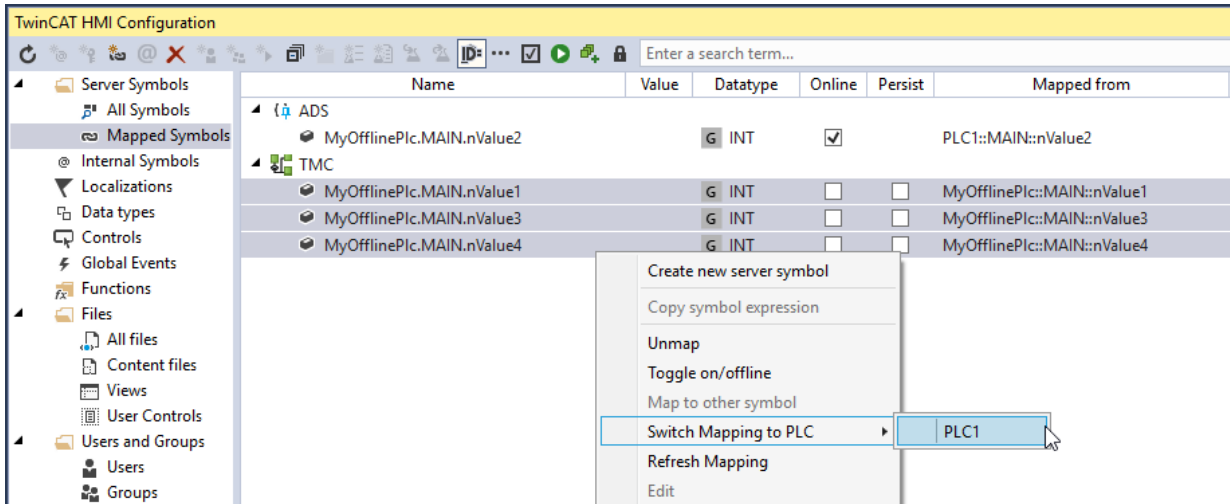 TwinCAT HMI Configuration
ID= Enter a search term...
Server Symbols Name Value Datatype Online Persist Mapped from
All Symbols ADS
Mapped Symbols MyOfflinePlc.MAIN.nValue2 G INT PLC1::MAIN::nValue2
@ Internal Symbols TMC
Localizations MyOfflinePlc.MAIN.nValue1 G INT MyOfflinePlc::MAIN::nValue1
Data types MyOfflinePlc.MAIN.nValue3 G INT MyOfflinePlc::MAIN::nValue3
Controls MyOfflinePlc.MAIN.nValue4 G INT MyOfflinePlc::MAIN::nValue4
Global Events Create new server symbol
fx Functions Copy symbol expression
Files
All files Unmap
Content files Toggle on/offline
Views Map to other symbol
User Controls
Users and Groups Switch Mapping to PLC PLC1
Users Refresh Mapping
Groups Edit